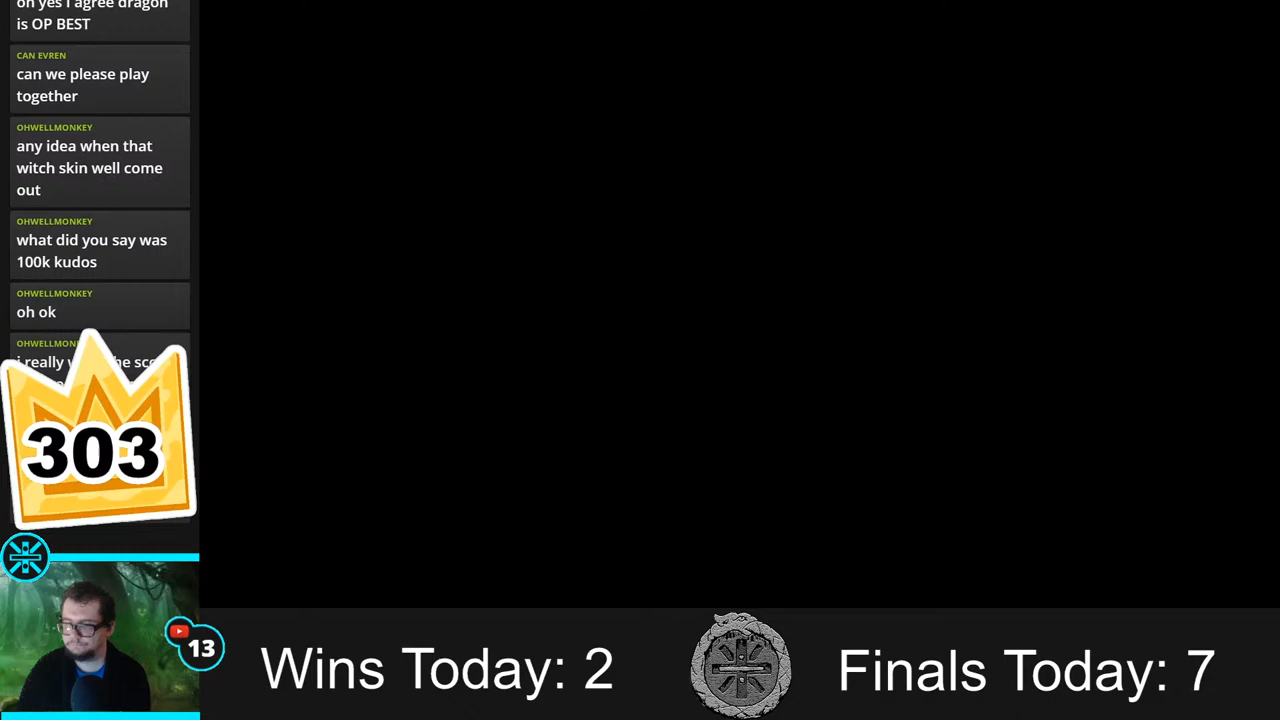 oh yes I agree dragon
is OP BEST
CAN EVREN
can we please play
together
OHWELLMONKEY
any idea when that
witch skin well come
out
OHWELLMONKEY
what did you say was
100k kudos
OHWELLMONKEY
oh ok
i really
303
13
Wins Today: 2
Finals Today: 7